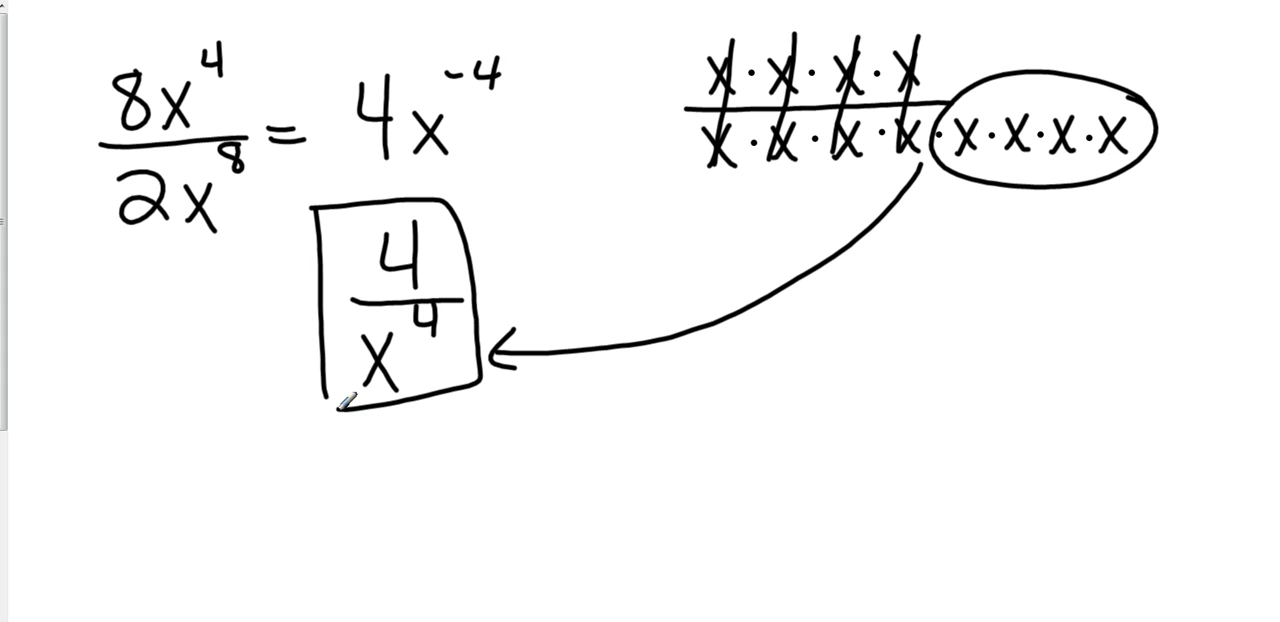 8x⁴ / 2x⁸ = 4x⁻⁴
4 / x⁴
x · x · x · x
x · x · x · x · x · x · x · x